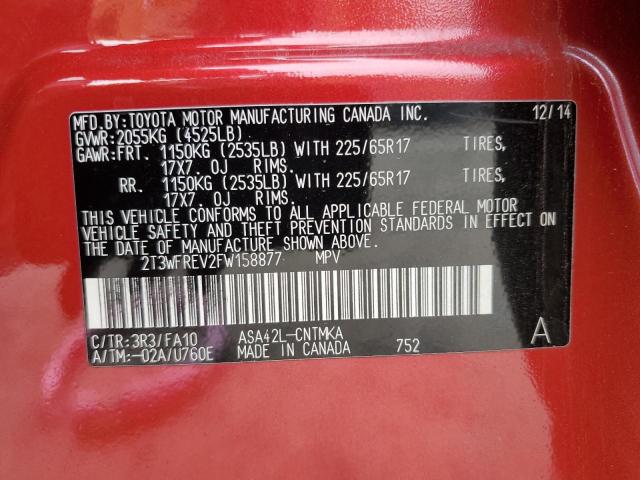 MFD.BY:TOYOTA MOTOR MANUFACTURING CANADA INC. 12/14
GVWR:2055KG (4525LB)
GAWR:FRT. 1150KG (2535LB) WITH 225/65R17 TIRES,
17X7.0J RIMS.
RR. 1150KG (2535LB) WITH 225/65R17 TIRES,
17X7.0J RIMS.
THIS VEHICLE CONFORMS TO ALL APPLICABLE FEDERAL MOTOR
VEHICLE SAFETY AND THEFT PREVENTION STANDARDS IN EFFECT ON
THE DATE OF MANUFACTURE SHOWN ABOVE.
2T3WFREV2FW158877 MPV
C/TR:3R3/FA10 ASA42L-CNTMKA A
A/TM:-02A/U760E MADE IN CANADA 752